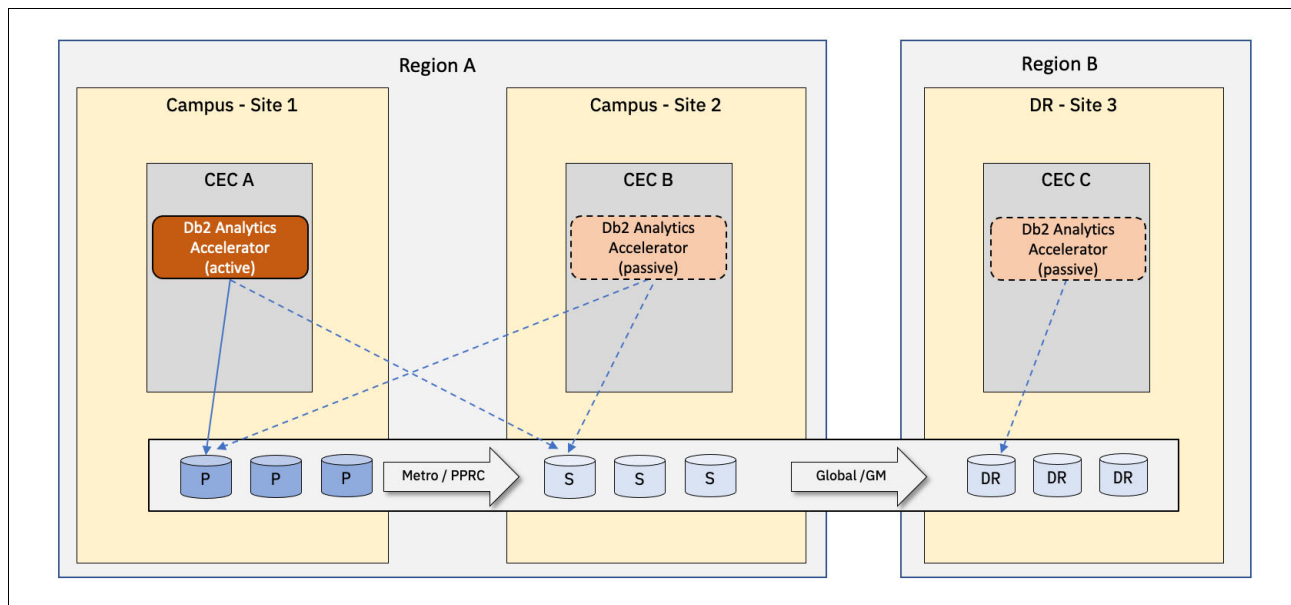 Region A
Region B
Campus - Site 1
Campus - Site 2
DR - Site 3
CEC A
CEC B
CEC C
Db2 Analytics
Accelerator
(active)
Db2 Analytics
Accelerator
(passive)
Db2 Analytics
Accelerator
(passive)
P
P
P
Metro / PPRC
S
S
S
Global /GM
DR
DR
DR